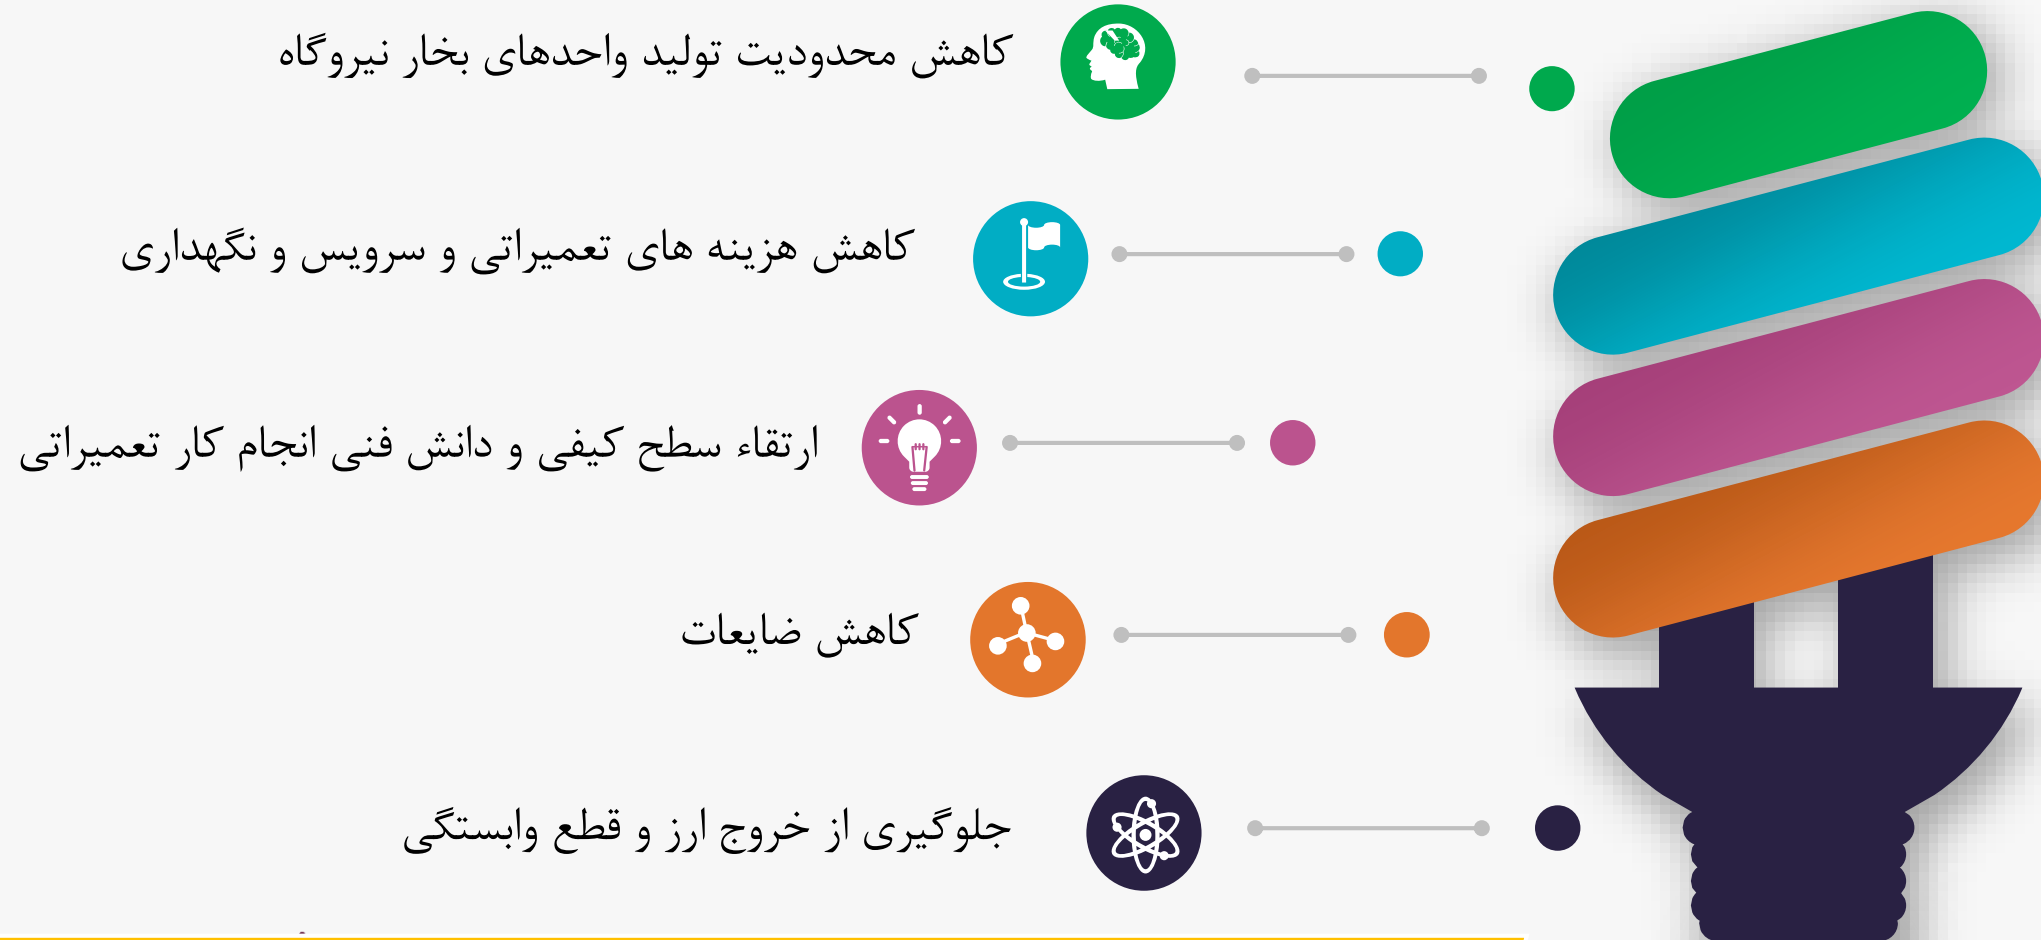 کاهش محدودیت تولید واحدهای بخار نیروگاه
کاهش هزینه های تعمیراتی و سرویس و نگهداری
ارتقاء سطح کیفی و دانش فنی انجام کار تعمیراتی
کاهش ضایعات
جلوگیری از خروج ارز و قطع وابستگی